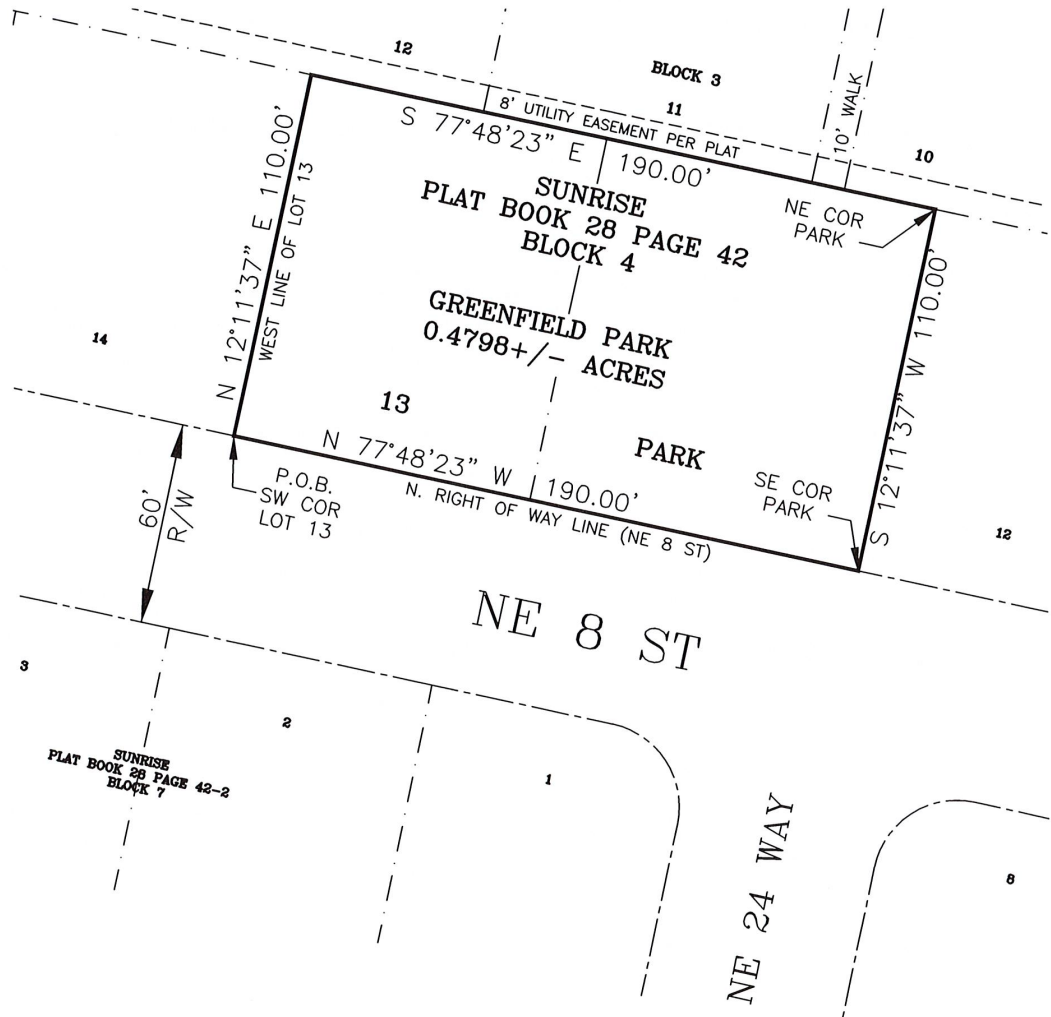 12
BLOCK 3
11
10' WALK
10
8' UTILITY EASEMENT PER PLAT
S 77°48'23" E 190.00'
N 12°11'37" E 110.00'
WEST LINE OF LOT 13
SUNRISE
PLAT BOOK 28 PAGE 42
BLOCK 4
NE COR
PARK
GREENFIELD PARK
0.4798+/- ACRES
S 12°11'37" W 110.00'
14
13
PARK
N 77°48'23" W 190.00'
N. RIGHT OF WAY LINE (NE 8 ST)
P.O.B.
SW COR
LOT 13
SE COR
PARK
12
60'
R/W
NE 8 ST
3
2
1
SUNRISE
PLAT BOOK 28 PAGE 42-2
BLOCK 7
NE 24 WAY
8